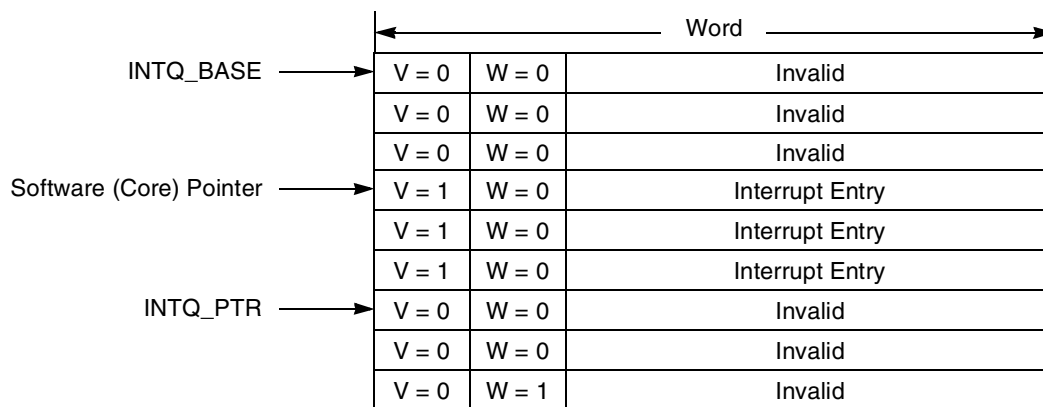 Word
INTQ_BASE V = 0 W = 0 Invalid
V = 0 W = 0 Invalid
V = 0 W = 0 Invalid
Software (Core) Pointer V = 1 W = 0 Interrupt Entry
V = 1 W = 0 Interrupt Entry
V = 1 W = 0 Interrupt Entry
INTQ_PTR V = 0 W = 0 Invalid
V = 0 W = 0 Invalid
V = 0 W = 1 Invalid